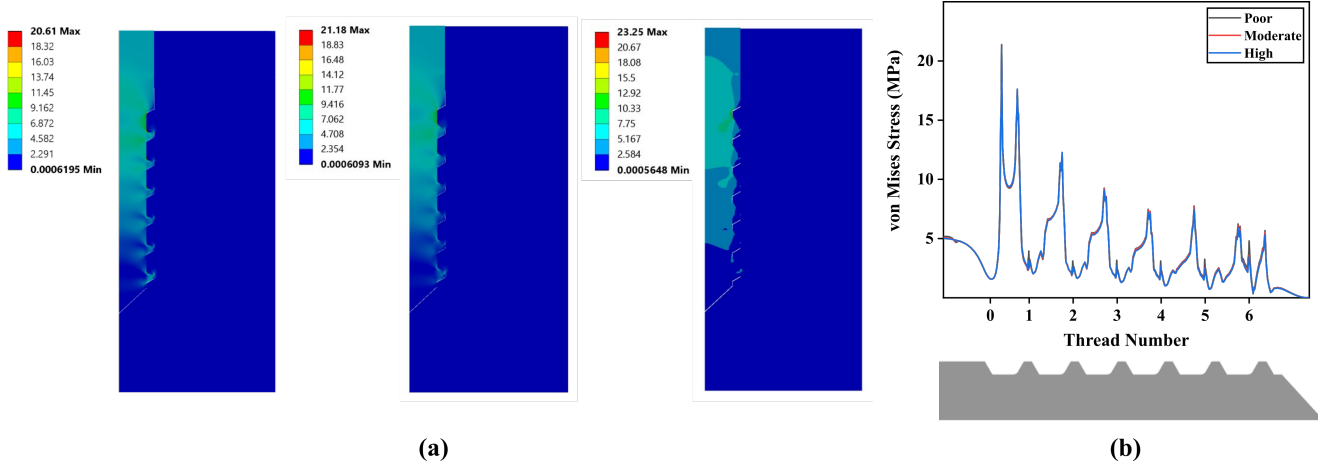 20.61 Max
18.32
16.03
13.74
11.45
9.162
6.872
4.582
2.291
0.0006195 Min
21.18 Max
18.83
16.48
14.12
11.77
9.416
7.062
4.708
2.354
0.0006093 Min
23.25 Max
20.67
18.08
15.5
12.92
10.33
7.75
5.167
2.584
0.0005648 Min
(a)
von Mises Stress (MPa)
20
15
10
5
Poor
Moderate
High
0 1 2 3 4 5 6
Thread Number
(b)